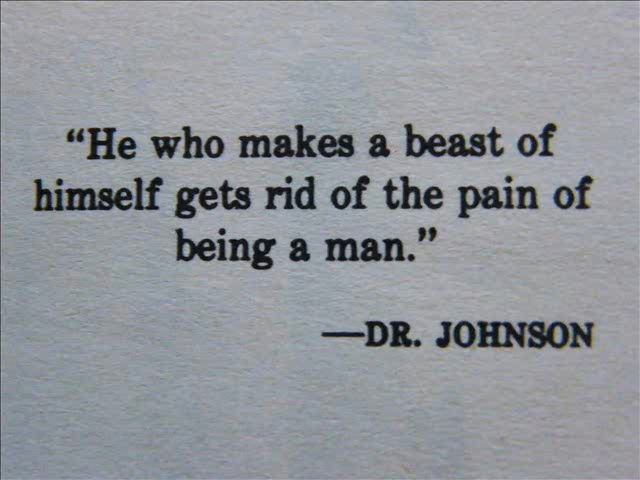 “He who makes a beast of
himself gets rid of the pain of
being a man.”
—DR. JOHNSON